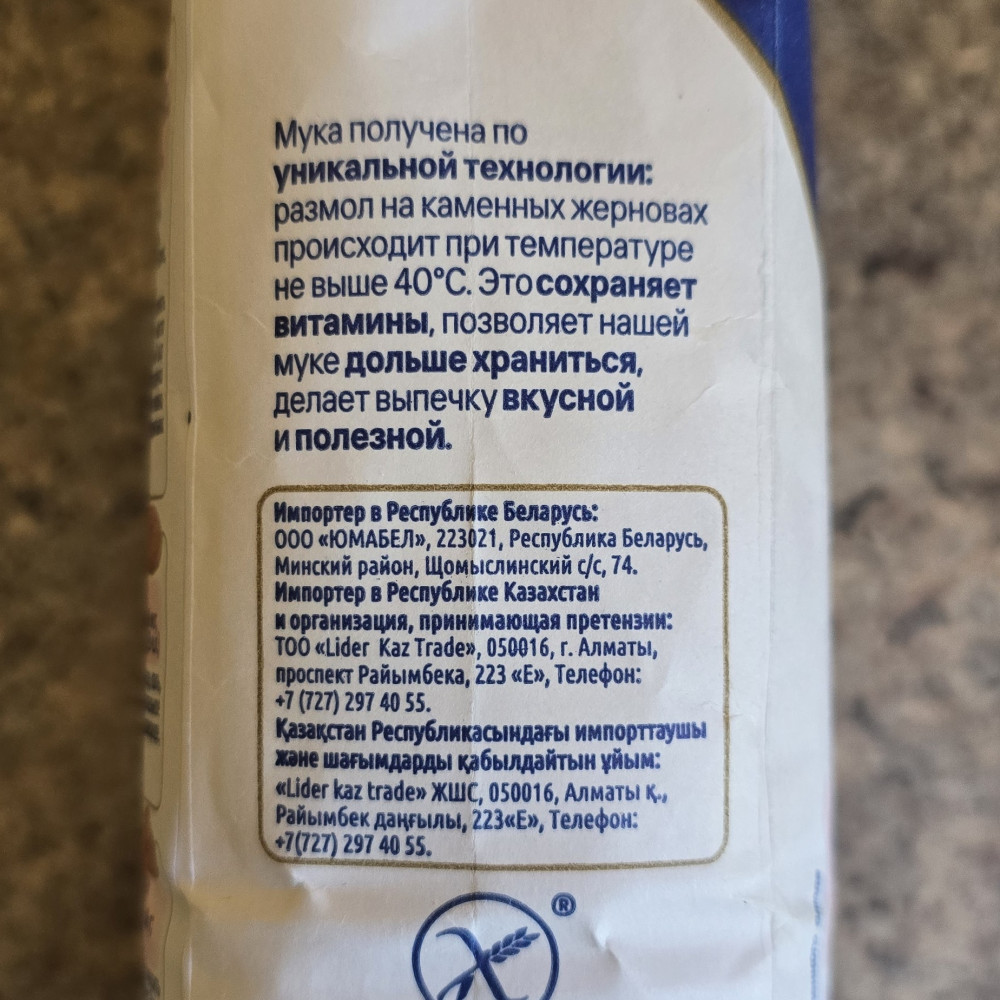 Мука получена по
уникальной технологии:
размол на каменных жерновах
происходит при температуре
не выше 40°С. Это сохраняет
витамины, позволяет нашей
муке дольше храниться,
делает выпечку вкусной
и полезной.
Импортер в Республике Беларусь:
ООО «ЮМАБЕЛ», 223021, Республика Беларусь,
Минский район, Щомыслинский с/с, 74.
Импортер в Республике Казахстан
и организация, принимающая претензии:
ТОО «Lider Kaz Trade», 050016, г. Алматы,
проспект Райымбека, 223 «Е», Телефон:
+7 (727) 297 40 55.
Қазақстан Республикасындағы импорттаушы
және шағымдарды қабылдайтын ұйым:
«Lider kaz trade» ЖШС, 050016, Алматы қ.,
Райымбек даңғылы, 223«Е», Телефон:
+7(727) 297 40 55.
®